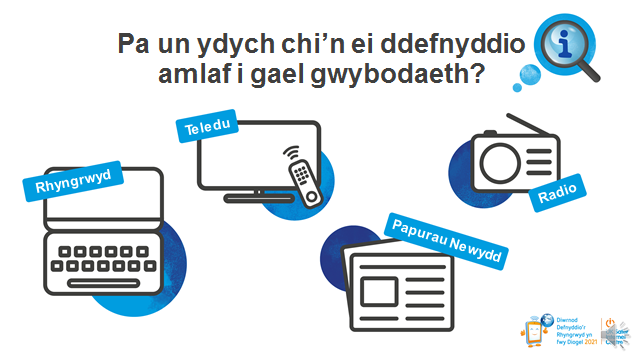 Pa un ydych chi’n ei ddefnyddio
amlaf i gael gwybodaeth?
Teledu
Rhyngrwyd
Radio
Papurau Newydd
Diwrnod
Defnyddio'r
Rhyngrwyd yn
fwy Diogel 2021